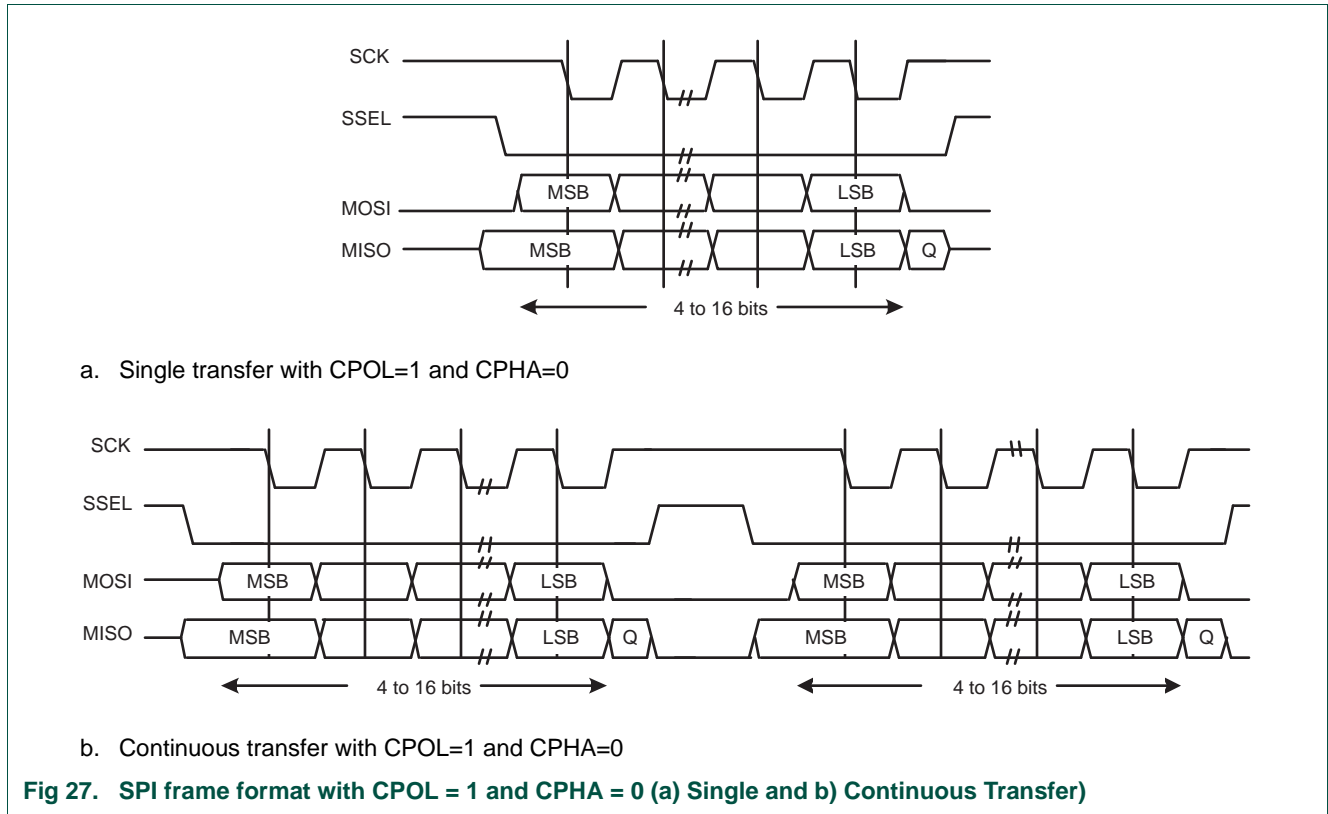 SCK
SSEL
MOSI MSB LSB
MISO MSB LSB Q
4 to 16 bits
a. Single transfer with CPOL=1 and CPHA=0
SCK
SSEL
MOSI MSB LSB MSB LSB
MISO MSB LSB Q MSB LSB Q
4 to 16 bits 4 to 16 bits
b. Continuous transfer with CPOL=1 and CPHA=0
Fig 27. SPI frame format with CPOL = 1 and CPHA = 0 (a) Single and b) Continuous Transfer)